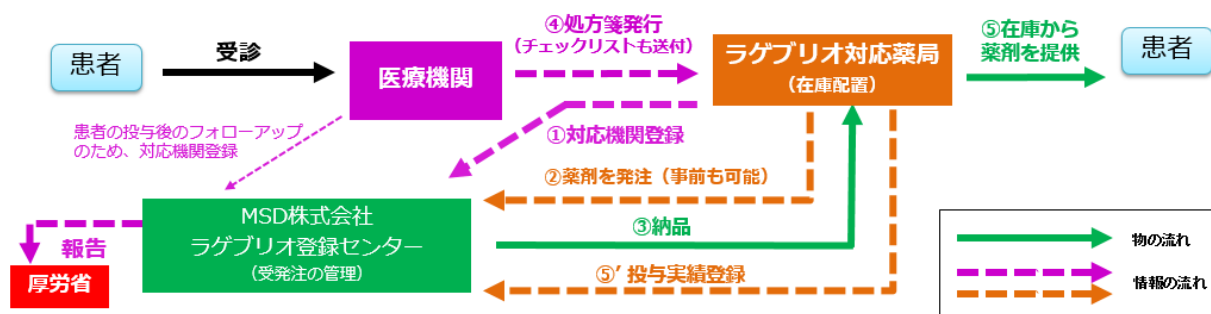 患者
受診
医療機関
④処方箋発行
（チェックリストも送付）
ラゲブリオ対応薬局
（在庫配置）
⑤在庫から
薬剤を提供
患者
患者の投与後のフォローアップ
のため、対応機関登録
①対応機関登録
②薬剤を発注（事前も可能）
MSD株式会社
ラゲブリオ登録センター
（受発注の管理）
③納品
報告
厚労省
⑤’投与実績登録
物の流れ
情報の流れ